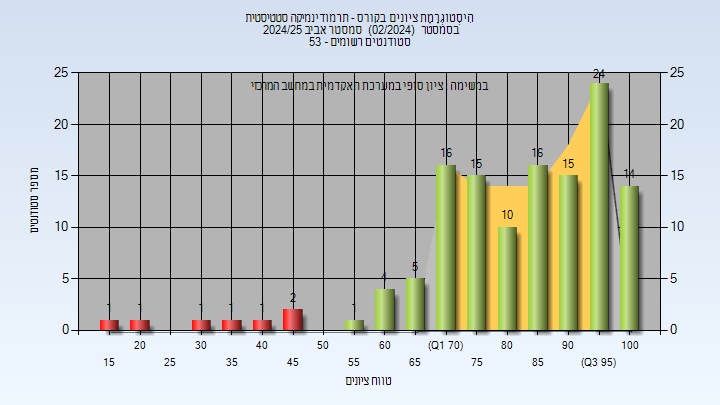 היסטוגרמת ציונים בקורס - תרמודינמיקה סטטיסטית
בסמסטר (02/2024) סמסטר אביב 2024/25
סטודנטים רשומים - 53
במשימה ציון סופי במערכת האקדמית במחשב המרכזי
25 25
20 20
15 15
10 10
5 5
0 0
1 1 1 1 1 2 1 4 5 16 15 10 16 15 24 14
מספר סטודנטים
20 30 40 50 60 (Q1 70) 80 90 100
15 25 35 45 55 65 75 85 (Q3 95)
טווח ציונים